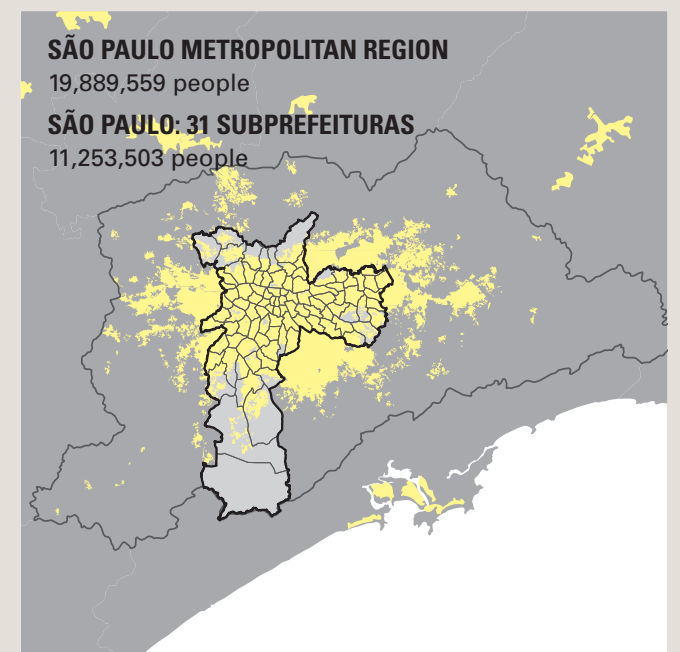 SÃO PAULO METROPOLITAN REGION
19,889,559 people
SÃO PAULO: 31 SUBPREFEITURAS
11,253,503 people